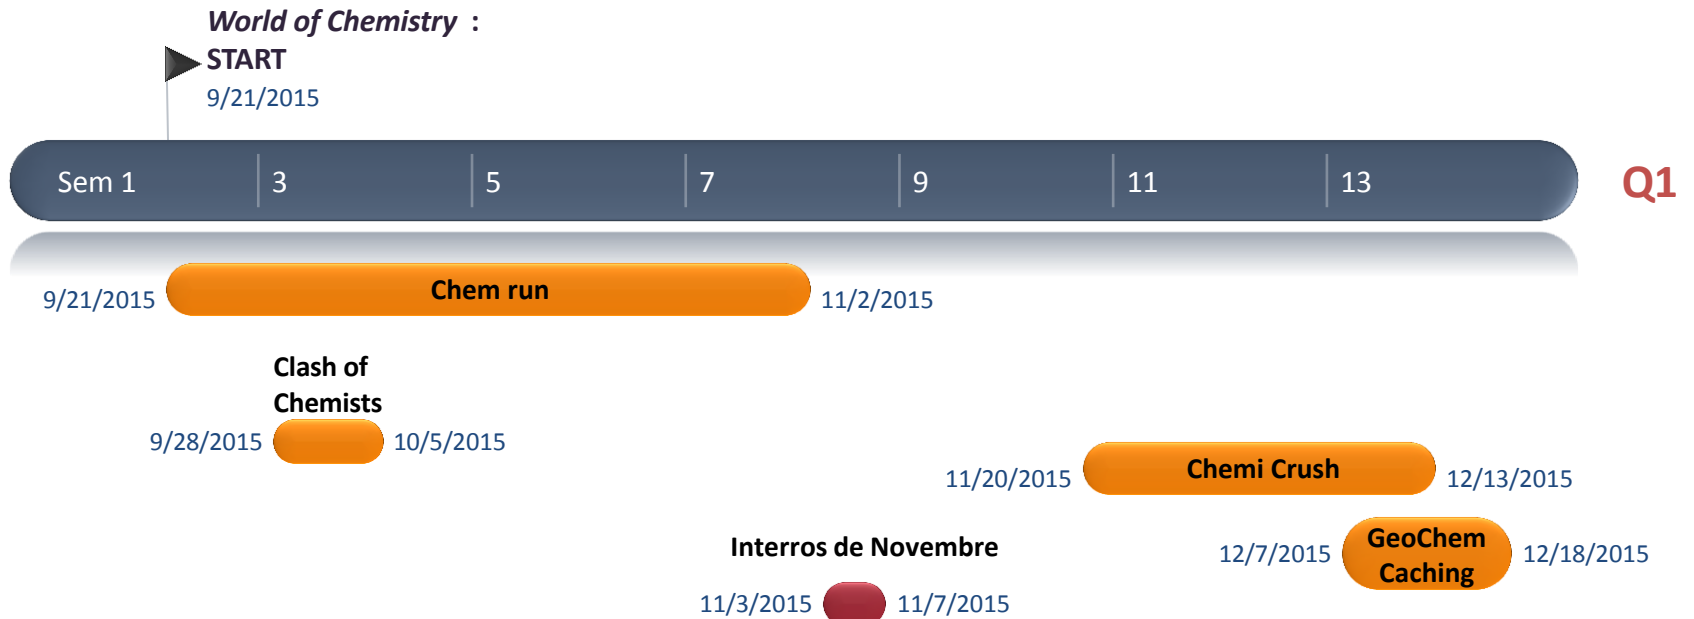 World of Chemistry :
START
9/21/2015
Sem 1 3 5 7 9 11 13 Q1
9/21/2015 Chem run 11/2/2015
Clash of
Chemists
9/28/2015 10/5/2015
11/20/2015 Chemi Crush 12/13/2015
Interros de Novembre
11/3/2015 11/7/2015
12/7/2015 GeoChem 12/18/2015
Caching